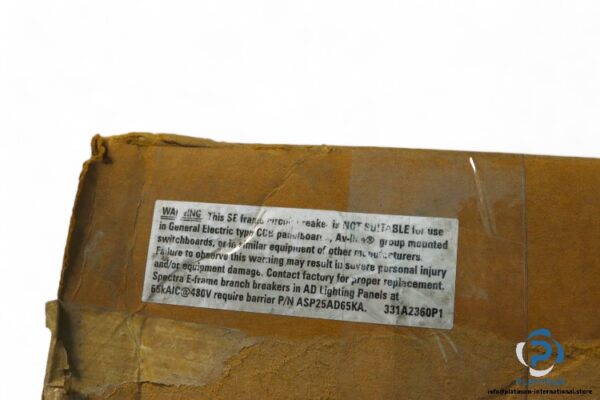 This SE frame circuit breaker is NOT SUITABLE for use
in General Electric type CCB panelboards, Av-line® group mounted
switchboards, or in similar equipment of other manufacturers.
Failure to observe this warning may result in severe personal injury
and/or equipment damage. Contact factory for proper replacement.
Spectra E-frame branch breakers in AD Lighting Panels at
65kAIC@480V require barrier P/N ASP25AD65KA. 331A2360P1
info@platinum-international.store